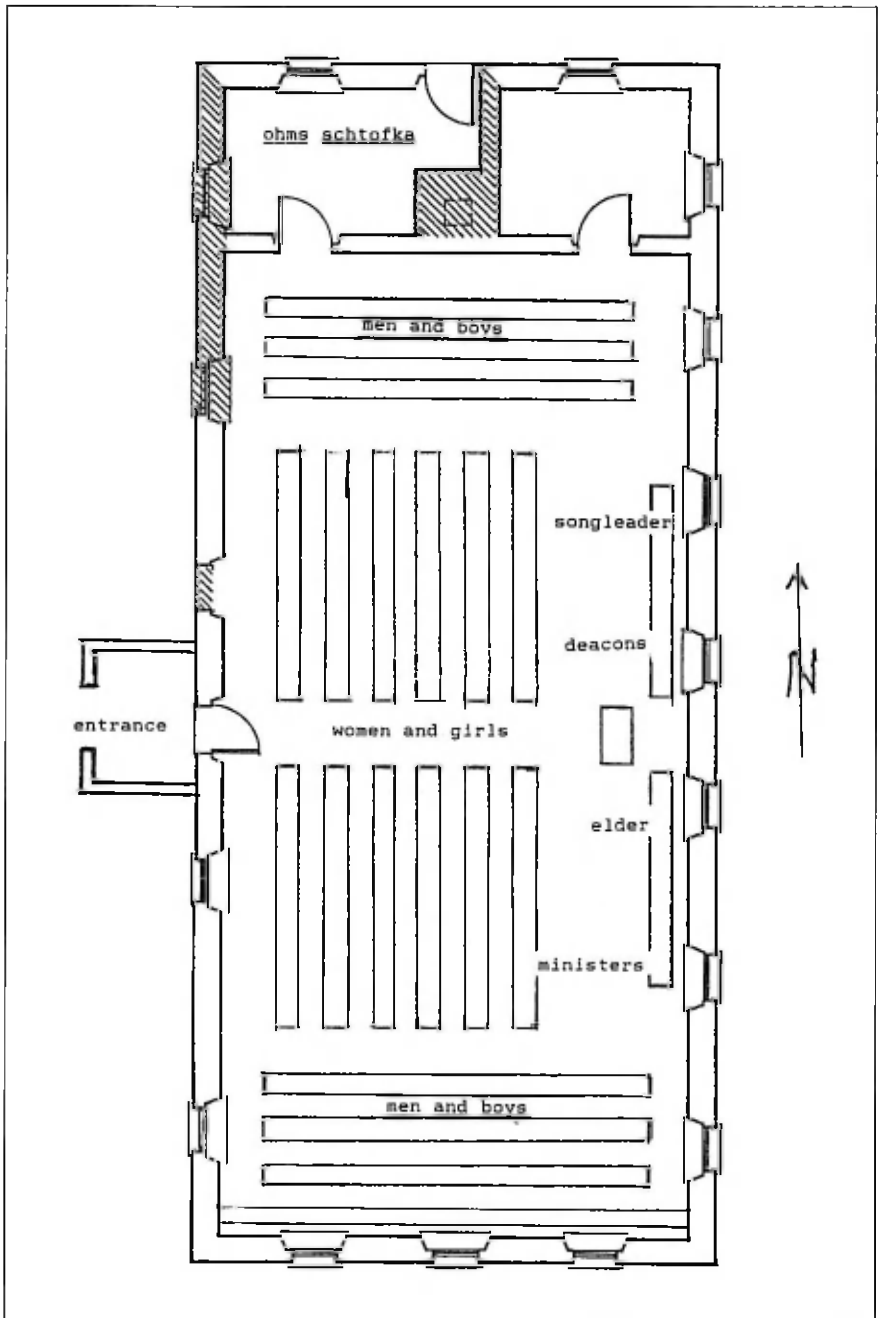 ohms schtofka
men and boys
songleader
deacons
N
entrance
women and girls
elder
ministers
men and boys